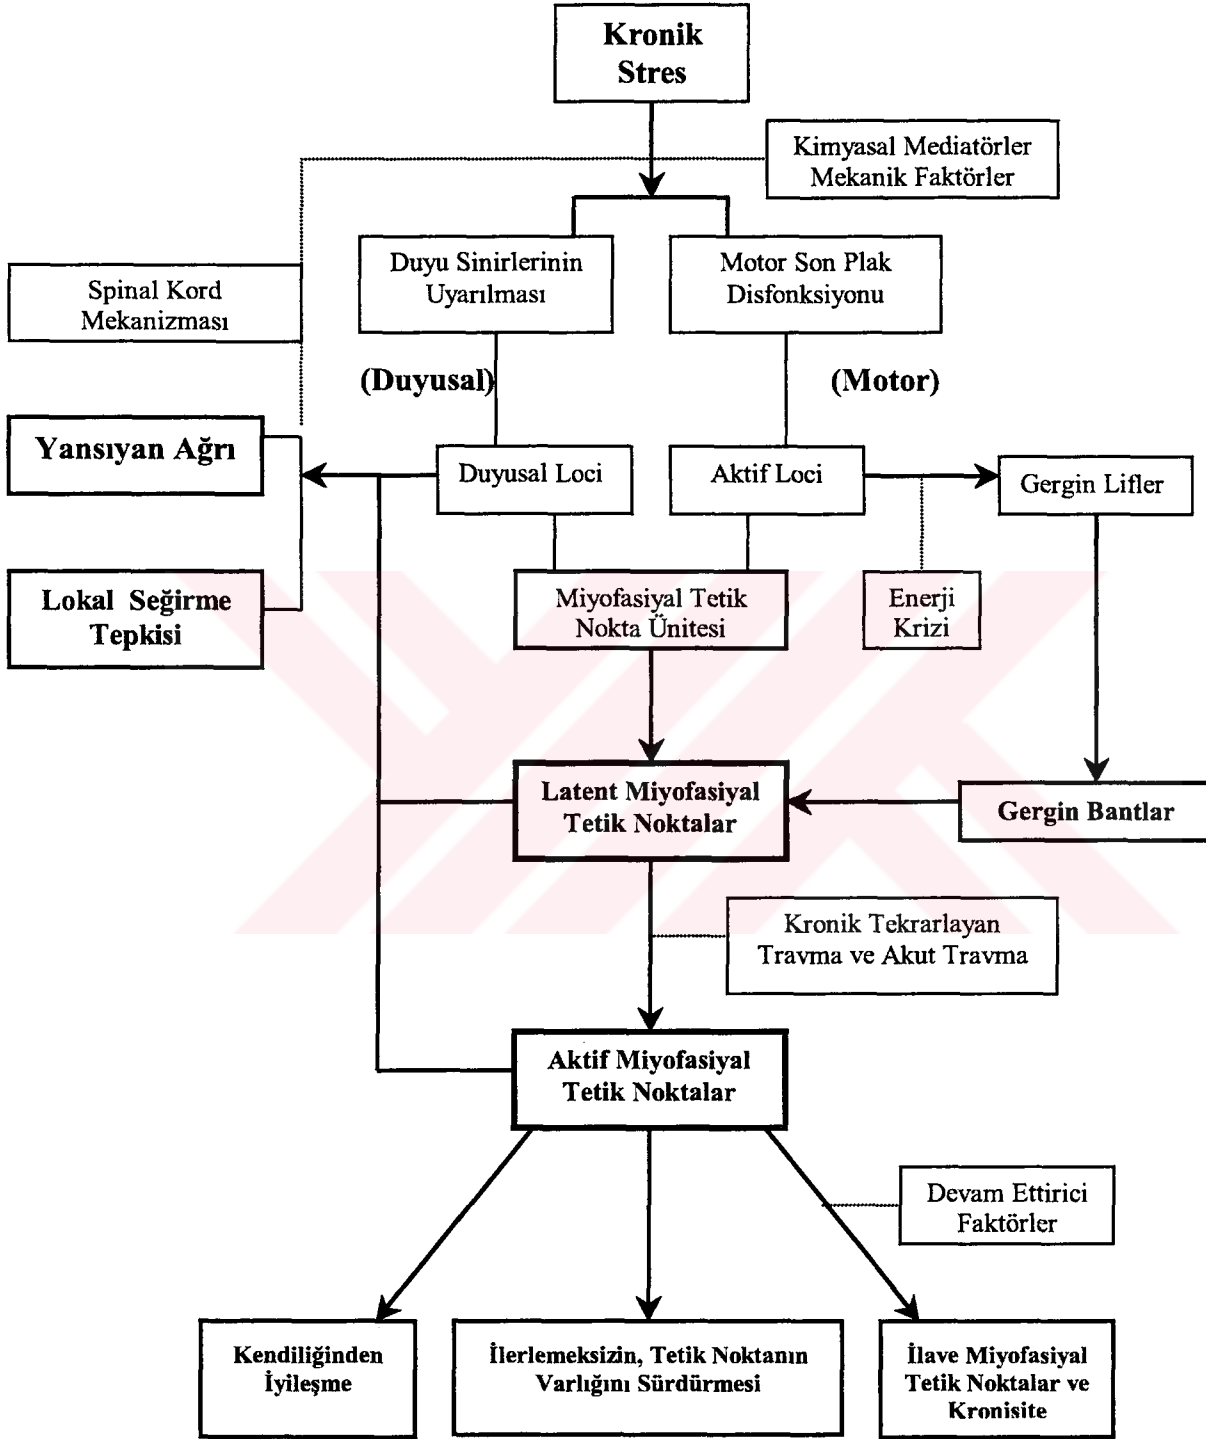 Kronik
Stres
Kimyasal Mediatörler
Mekanik Faktörler
Duyu Sinirlerinin
Uyarılması
Motor Son Plak
Disfonksiyonu
Spinal Kord
Mekanizması
(Duyusal)
(Motor)
Yansıyan Ağrı
Duyusal Loci
Aktif Loci
Gergin Lifler
Lokal Seğirme
Tepkisi
Miyofasiyal Tetik
Nokta Ünitesi
Enerji
Krizi
Latent Miyofasiyal
Tetik Noktalar
Gergin Bantlar
Kronik Tekrarlayan
Travma ve Akut Travma
Aktif Miyofasiyal
Tetik Noktalar
Devam Ettirici
Faktörler
Kendiliğinden
İyileşme
İlerlemeksizin, Tetik Noktanın
Varlığını Sürdürmesi
İlave Miyofasiyal
Tetik Noktalar ve
Kronisite